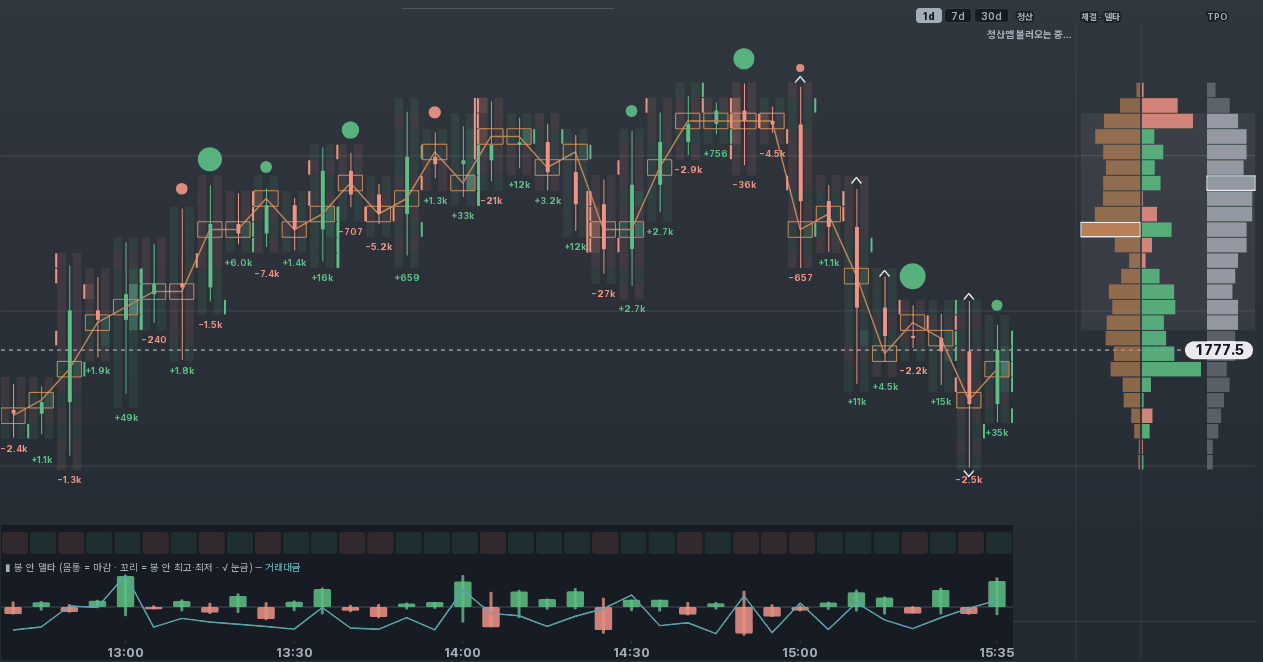 1d 7d 30d 청산 체결 · 델타 TPO
청산맵 불러오는 중...
+756
-4.5k
-2.9k
-36k
+12k
+1.3k
-21k
+3.2k
+33k
-707
+2.7k
-5.2k
+12k
+6.0k
+1.4k
+1.1k
-7.4k
+16k
+659
-657
-27k
+2.7k
-1.5k
-240
1777.5
+1.9k
+1.8k
-2.2k
+4.5k
+11k
+15k
+49k
+35k
-2.4k
+1.1k
-1.3k
-2.5k
▮ 봉 안 델타 (몸통 = 마감 · 꼬리 = 봉 안 최고·최저 · √ 눈금) — 거래대금
13:00 13:30 14:00 14:30 15:00 15:35